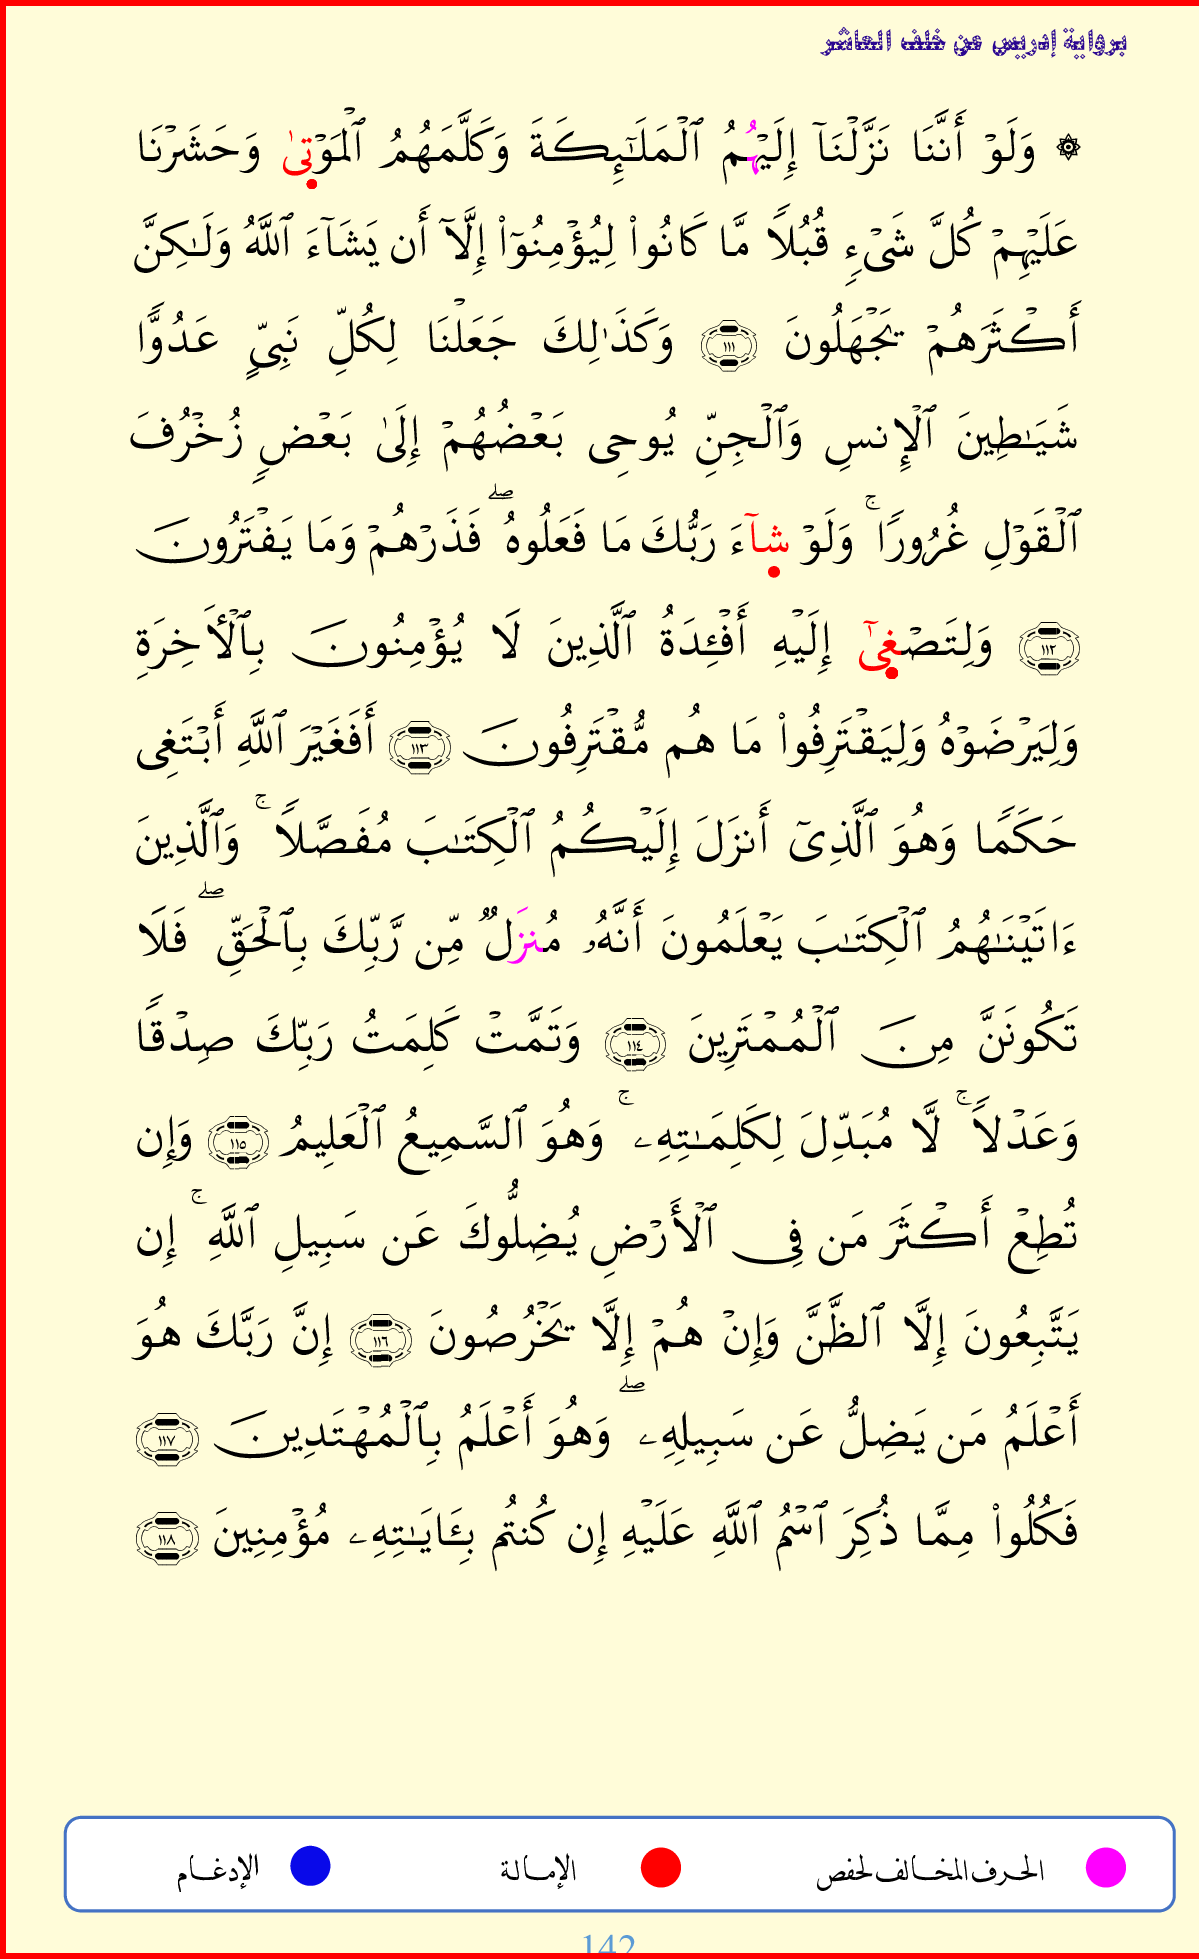 برواية إدريس عن خلف العاشر
۞ وَلَوۡ أَنَّنَا نَزَّلۡنَآ إِلَيۡهُمُ ٱلۡمَلَـٰٓئِكَةَ وَكَلَّمَهُمُ ٱلۡمَوۡتىٰ وَحَشَرۡنَا
عَلَيۡهِمۡ كُلَّ شَىۡءٖ قُبُلٗا مَّا كَانُوا۟ لِيُؤۡمِنُوٓا۟ إِلَّآ أَن يَشَآءَ ٱللَّهُ وَلَـٰكِنَّ
أَكۡثَرَهُمۡ يَجۡهَلُونَ ١١١ وَكَذَٰلِكَ جَعَلۡنَا لِكُلِّ نَبِىٍّ عَدُوّٗا
شَيَـٰطِينَ ٱلۡإِنسِ وَٱلۡجِنِّ يُوحِى بَعۡضُهُمۡ إِلَىٰ بَعۡضٖ زُخۡرُفَ
ٱلۡقَوۡلِ غُرُورٗاۚ وَلَوۡ شآءَ رَبُّكَ مَا فَعَلُوهُۖ فَذَرۡهُمۡ وَمَا يَفۡتَرُونَ
١١٢ وَلِتَصۡغىٰٓ إِلَيۡهِ أَفۡـِٔدَةُ ٱلَّذِينَ لَا يُؤۡمِنُونَ بِٱلۡأَخِرَةِ
وَلِيَرۡضَوۡهُ وَلِيَقۡتَرِفُوا۟ مَا هُم مُّقۡتَرِفُونَ ١١٣ أَفَغَيۡرَ ٱللَّهِ أَبۡتَغِى
حَكَمٗا وَهُوَ ٱلَّذِىٓ أَنزَلَ إِلَيۡكُمُ ٱلۡكِتَـٰبَ مُفَصَّلٗاۚ وَٱلَّذِينَ
ءَاتَيۡنَـٰهُمُ ٱلۡكِتَـٰبَ يَعۡلَمُونَ أَنَّهُۥ مُنزَلٞ مِّن رَّبِّكَ بِٱلۡحَقِّۖ فَلَا
تَكُونَنَّ مِنَ ٱلۡمُمۡتَرِينَ ١١٤ وَتَمَّتۡ كَلِمَتُ رَبِّكَ صِدۡقٗا
وَعَدۡلٗاۚ لَّا مُبَدِّلَ لِكَلِمَـٰتِهِۦۚ وَهُوَ ٱلسَّمِيعُ ٱلۡعَلِيمُ ١١٥ وَإِن
تُطِعۡ أَكۡثَرَ مَن فِى ٱلۡأَرۡضِ يُضِلُّوكَ عَن سَبِيلِ ٱللَّهِۚ إِن
يَتَّبِعُونَ إِلَّا ٱلظَّنَّ وَإِنۡ هُمۡ إِلَّا يَخۡرُصُونَ ١١٦ إِنَّ رَبَّكَ هُوَ
أَعۡلَمُ مَن يَضِلُّ عَن سَبِيلِهِۦۖ وَهُوَ أَعۡلَمُ بِٱلۡمُهۡتَدِينَ ١١٧
فَكُلُوا۟ مِمَّا ذُكِرَ ٱسۡمُ ٱللَّهِ عَلَيۡهِ إِن كُنتُم بِـَٔايَـٰتِهِۦ مُؤۡمِنِينَ ١١٨
الحرف المخالف لحفص الإمالة الإدغام
142